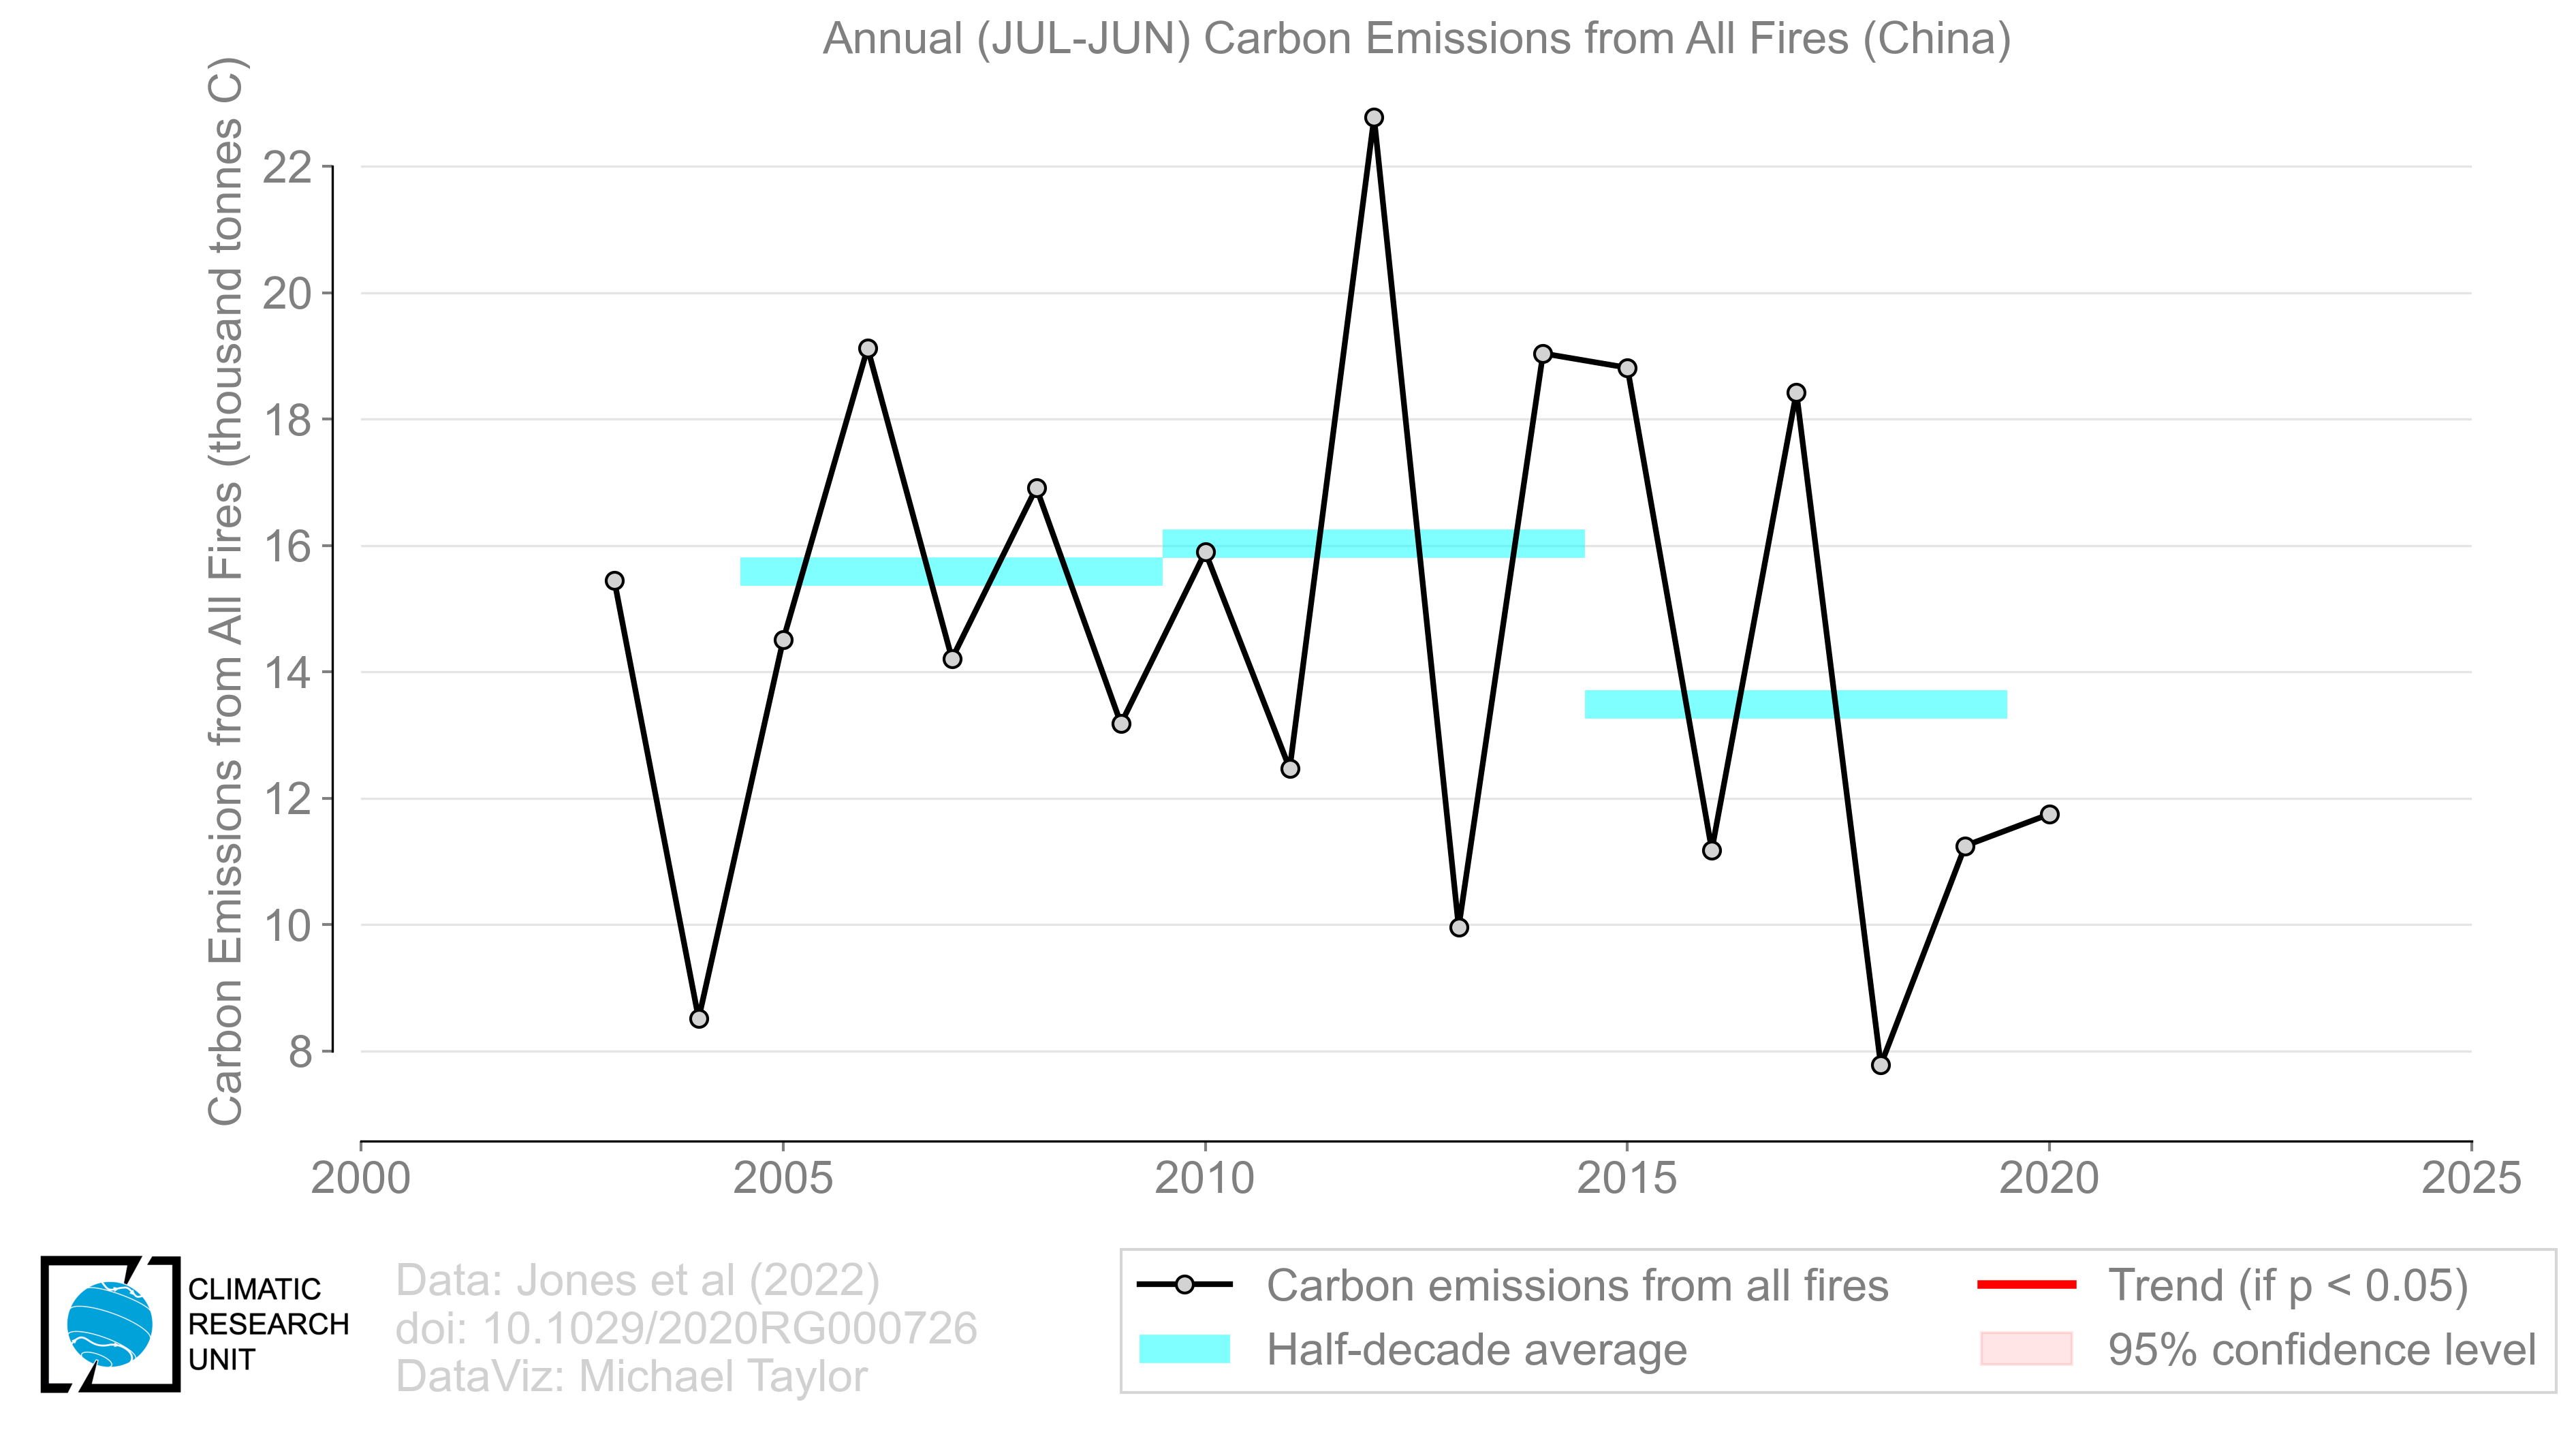 Annual (JUL-JUN) Carbon Emissions from All Fires (China)
Carbon Emissions from All Fires (thousand tonnes C)
22
20
18
16
14
12
10
8
2000
2005
2010
2015
2020
2025
CLIMATIC
RESEARCH
UNIT
Data: Jones et al (2022)
doi: 10.1029/2020RG000726
DataViz: Michael Taylor
Carbon emissions from all fires
Half-decade average
Trend (if p < 0.05)
95% confidence level